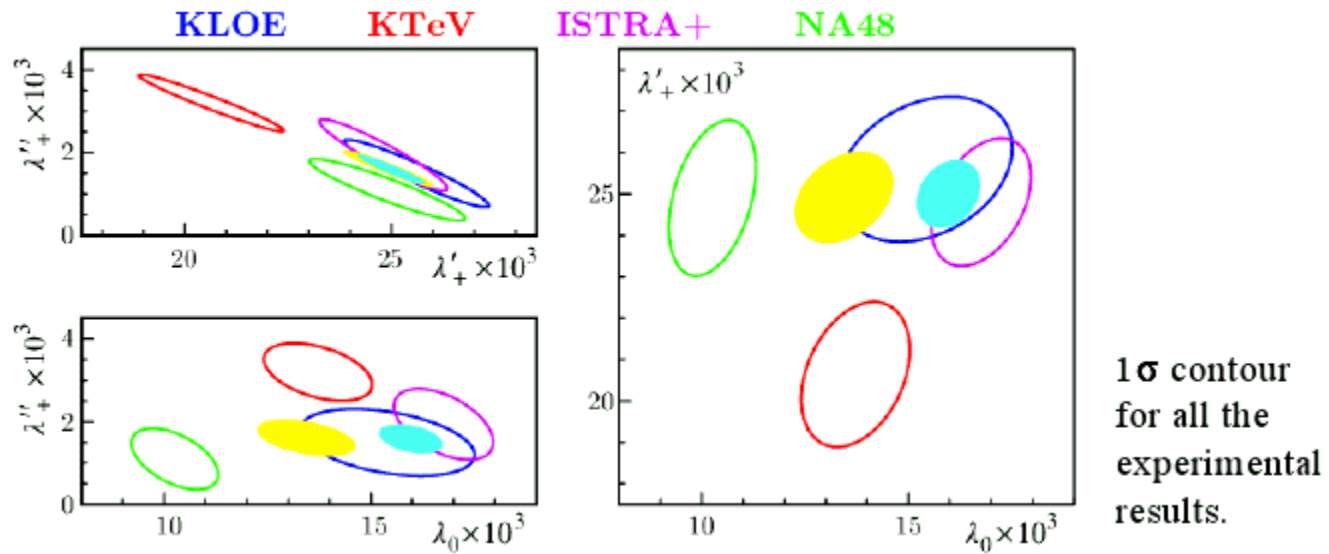 KLOE KTeV ISTRA+ NA48
λ″₊ ×10³
4
2
0
20 25 λ′₊ ×10³
λ″₊ ×10³
4
2
0
10 15 λ₀ ×10³
λ′₊ ×10³
25
20
10 15 λ₀ ×10³
1σ contour
for all the
experimental
results.